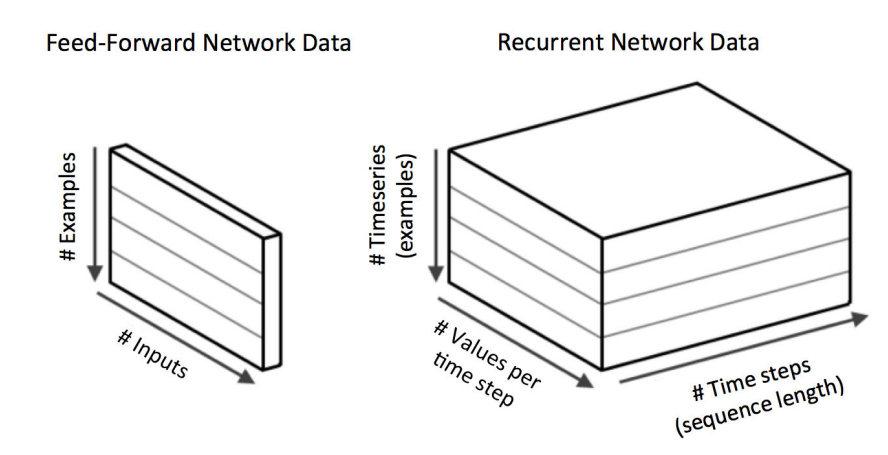 Feed-Forward Network Data
Recurrent Network Data
# Examples
# Inputs
# Timeseries
(examples)
# Values per
time step
# Time steps
(sequence length)